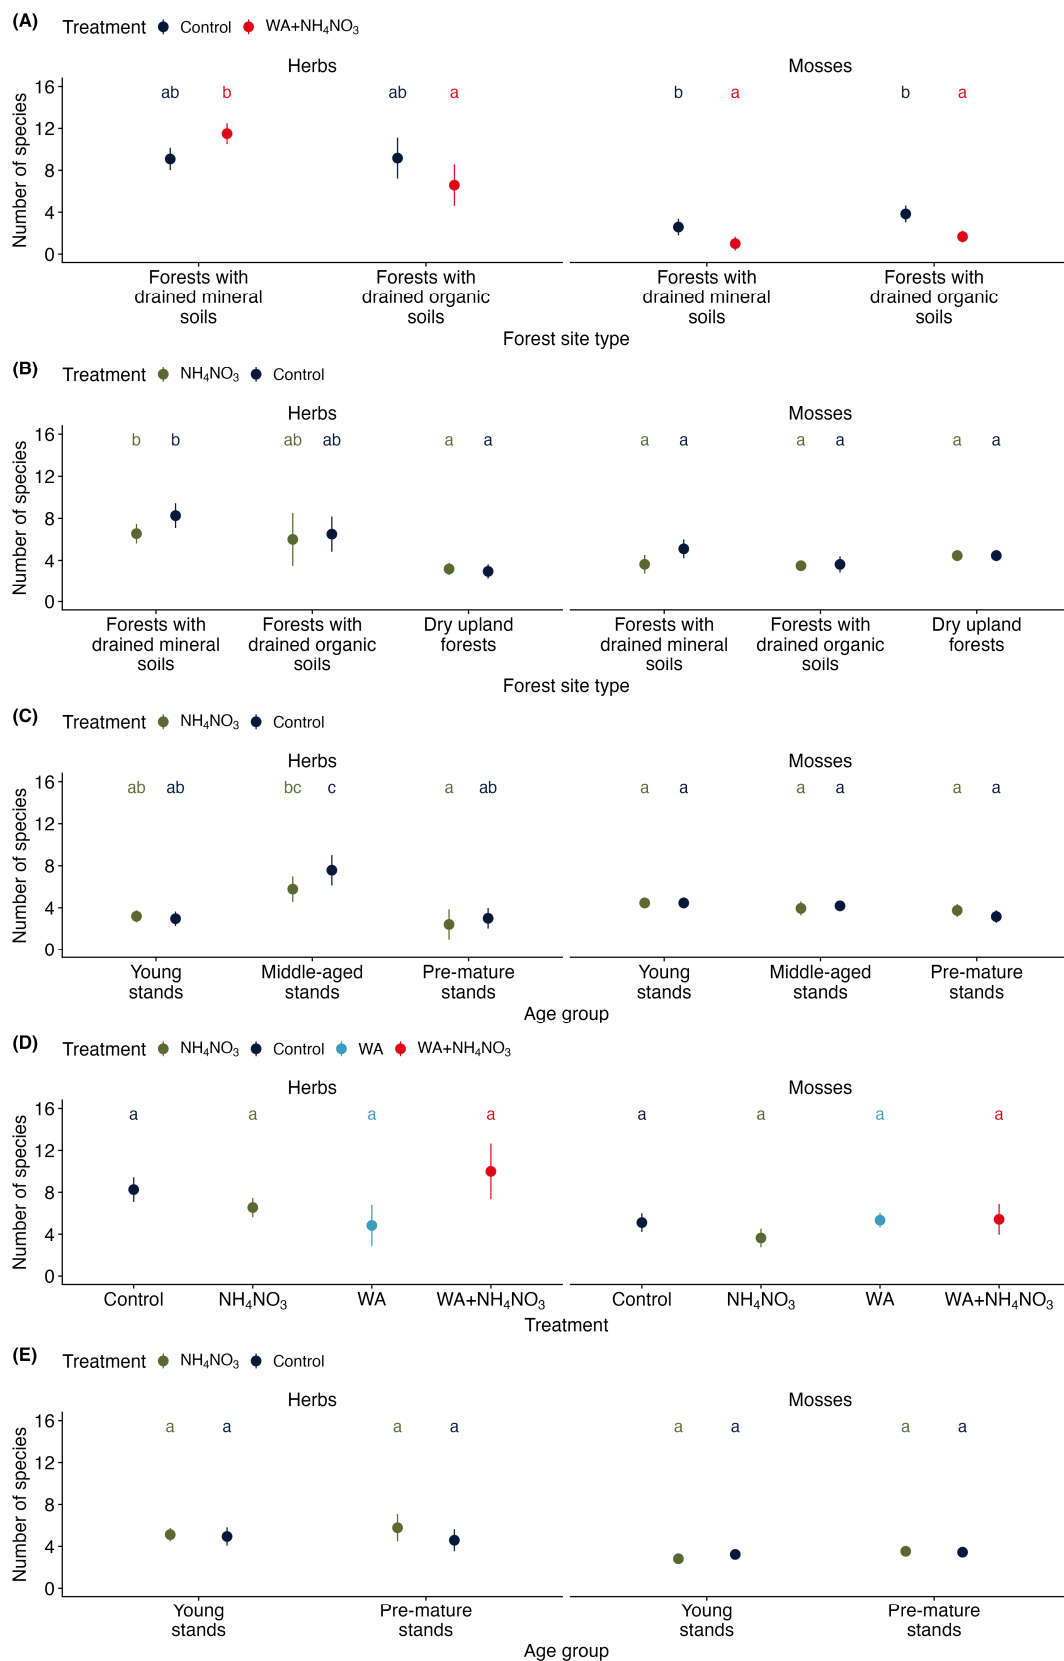 (A) Treatment Control WA+NH₄NO₃
Herbs Mosses
ab b ab a b a b a
16
12
8
4
0
Number of species
Forests with Forests with Forests with Forests with
drained mineral drained organic drained mineral drained organic
soils soils soils soils
Forest site type
(B) Treatment NH₄NO₃ Control
Herbs Mosses
b b ab ab a a a a a a a a
16
12
8
4
0
Number of species
Forests with Forests with Dry upland Forests with Forests with Dry upland
drained mineral drained organic forests drained mineral drained organic forests
soils soils soils soils
Forest site type
(C) Treatment NH₄NO₃ Control
Herbs Mosses
ab ab bc c a ab a a a a a a
16
12
8
4
0
Number of species
Young Middle-aged Pre-mature Young Middle-aged Pre-mature
stands stands stands stands stands stands
Age group
(D) Treatment NH₄NO₃ Control WA WA+NH₄NO₃
Herbs Mosses
a a a a a a a a
16
12
8
4
0
Number of species
Control NH₄NO₃ WA WA+NH₄NO₃ Control NH₄NO₃ WA WA+NH₄NO₃
Treatment
(E) Treatment NH₄NO₃ Control
Herbs Mosses
a a a a a a a a
16
12
8
4
0
Number of species
Young Pre-mature Young Pre-mature
stands stands stands stands
Age group